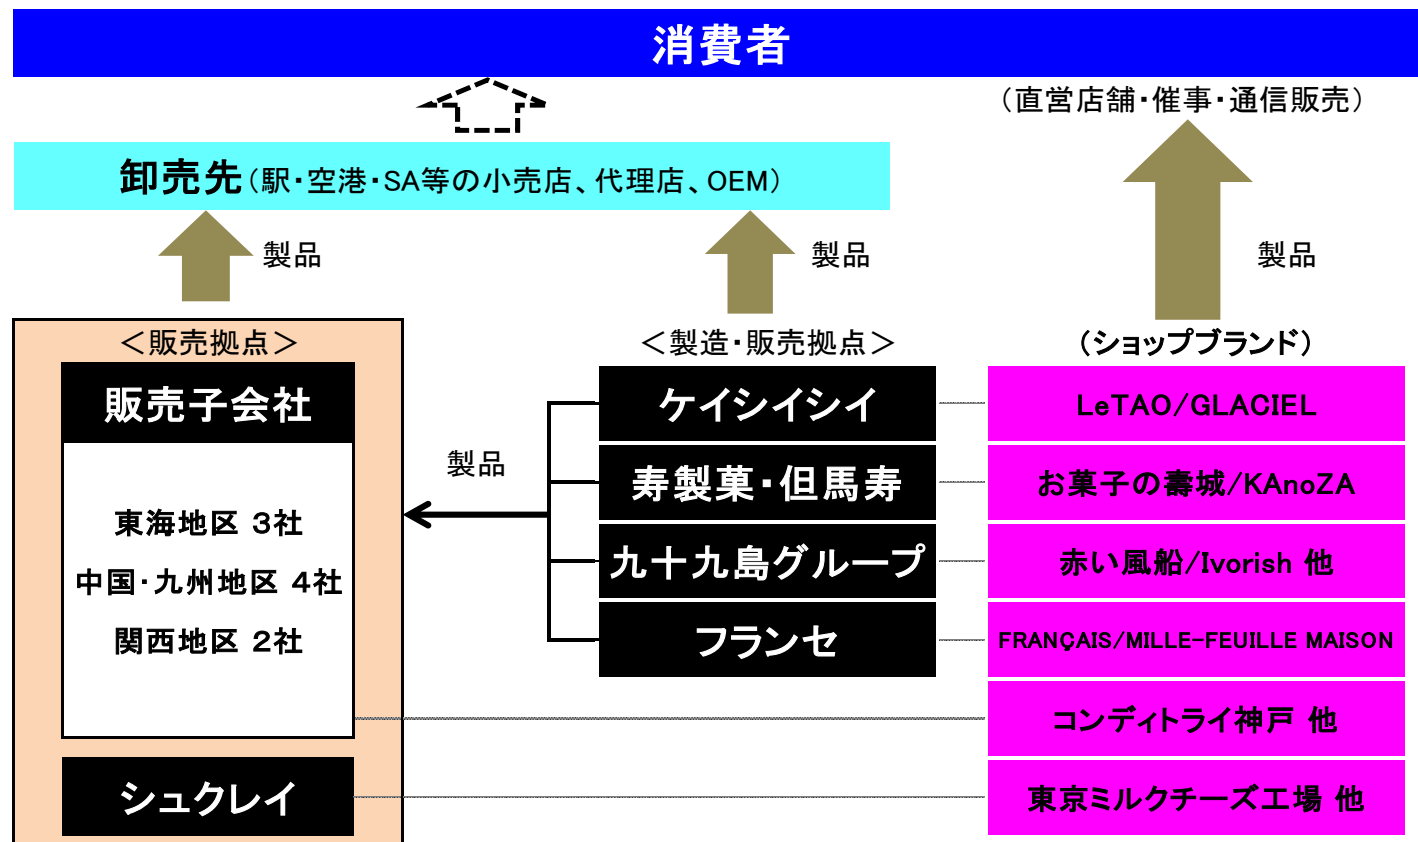 消費者
（直営店舗・催事・通信販売）
卸売先（駅・空港・SA等の小売店、代理店、OEM）
製品
製品
製品
＜販売拠点＞
＜製造・販売拠点＞
（ショップブランド）
販売子会社
東海地区 3社
中国・九州地区 4社
関西地区 2社
シュクレイ
製品
ケイシイシイ
寿製菓・但馬寿
九十九島グループ
フランセ
LeTAO/GLACIEL
お菓子の壽城/KAnoZA
赤い風船/Ivorish 他
FRANÇAIS/MILLE-FEUILLE MAISON
コンディトライ神戸 他
東京ミルクチーズ工場 他